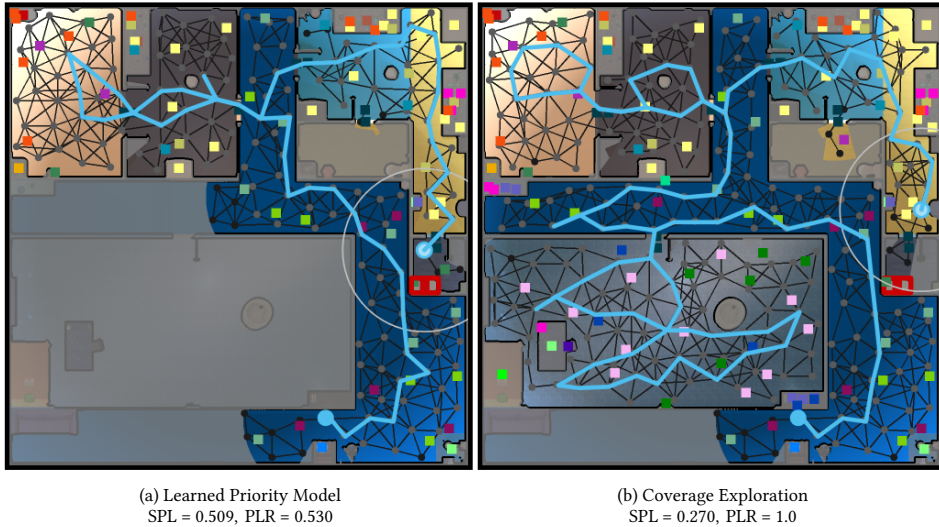 (a) Learned Priority Model
SPL = 0.509, PLR = 0.530
(b) Coverage Exploration
SPL = 0.270, PLR = 1.0